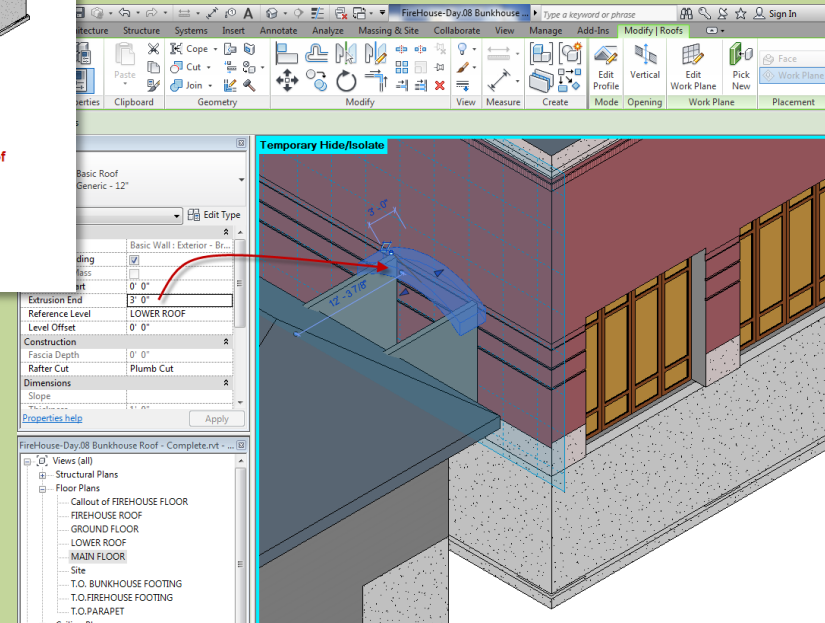 FireHouse-Day.08 Bunkhouse ...
Type a keyword or phrase
Sign In
Structure Systems Insert Annotate Analyze Massing & Site Collaborate View Manage Add-Ins Modify | Roofs
Cope
Cut
Join
Paste
Edit Profile
Vertical
Edit Work Plane
Pick New
Face
Work Plane
Clipboard Geometry Modify View Measure Create Mode Opening Work Plane Placement
Temporary Hide/Isolate
Basic Roof
Generic - 12"
Edit Type
Basic Wall : Exterior - Br...
0' 0"
Extrusion End 3' 0"
Reference Level LOWER ROOF
Level Offset 0' 0"
Construction
Fascia Depth 0' 0"
Rafter Cut Plumb Cut
Dimensions
Slope
Thickness 1' 0"
Properties help
Apply
3' - 0"
12' - 3 7/8"
FireHouse-Day.08 Bunkhouse Roof - Complete.rvt - ...
Views (all)
Structural Plans
Floor Plans
Callout of FIREHOUSE FLOOR
FIREHOUSE ROOF
GROUND FLOOR
LOWER ROOF
MAIN FLOOR
Site
T.O. BUNKHOUSE FOOTING
T.O.FIREHOUSE FOOTING
T.O.PARAPET